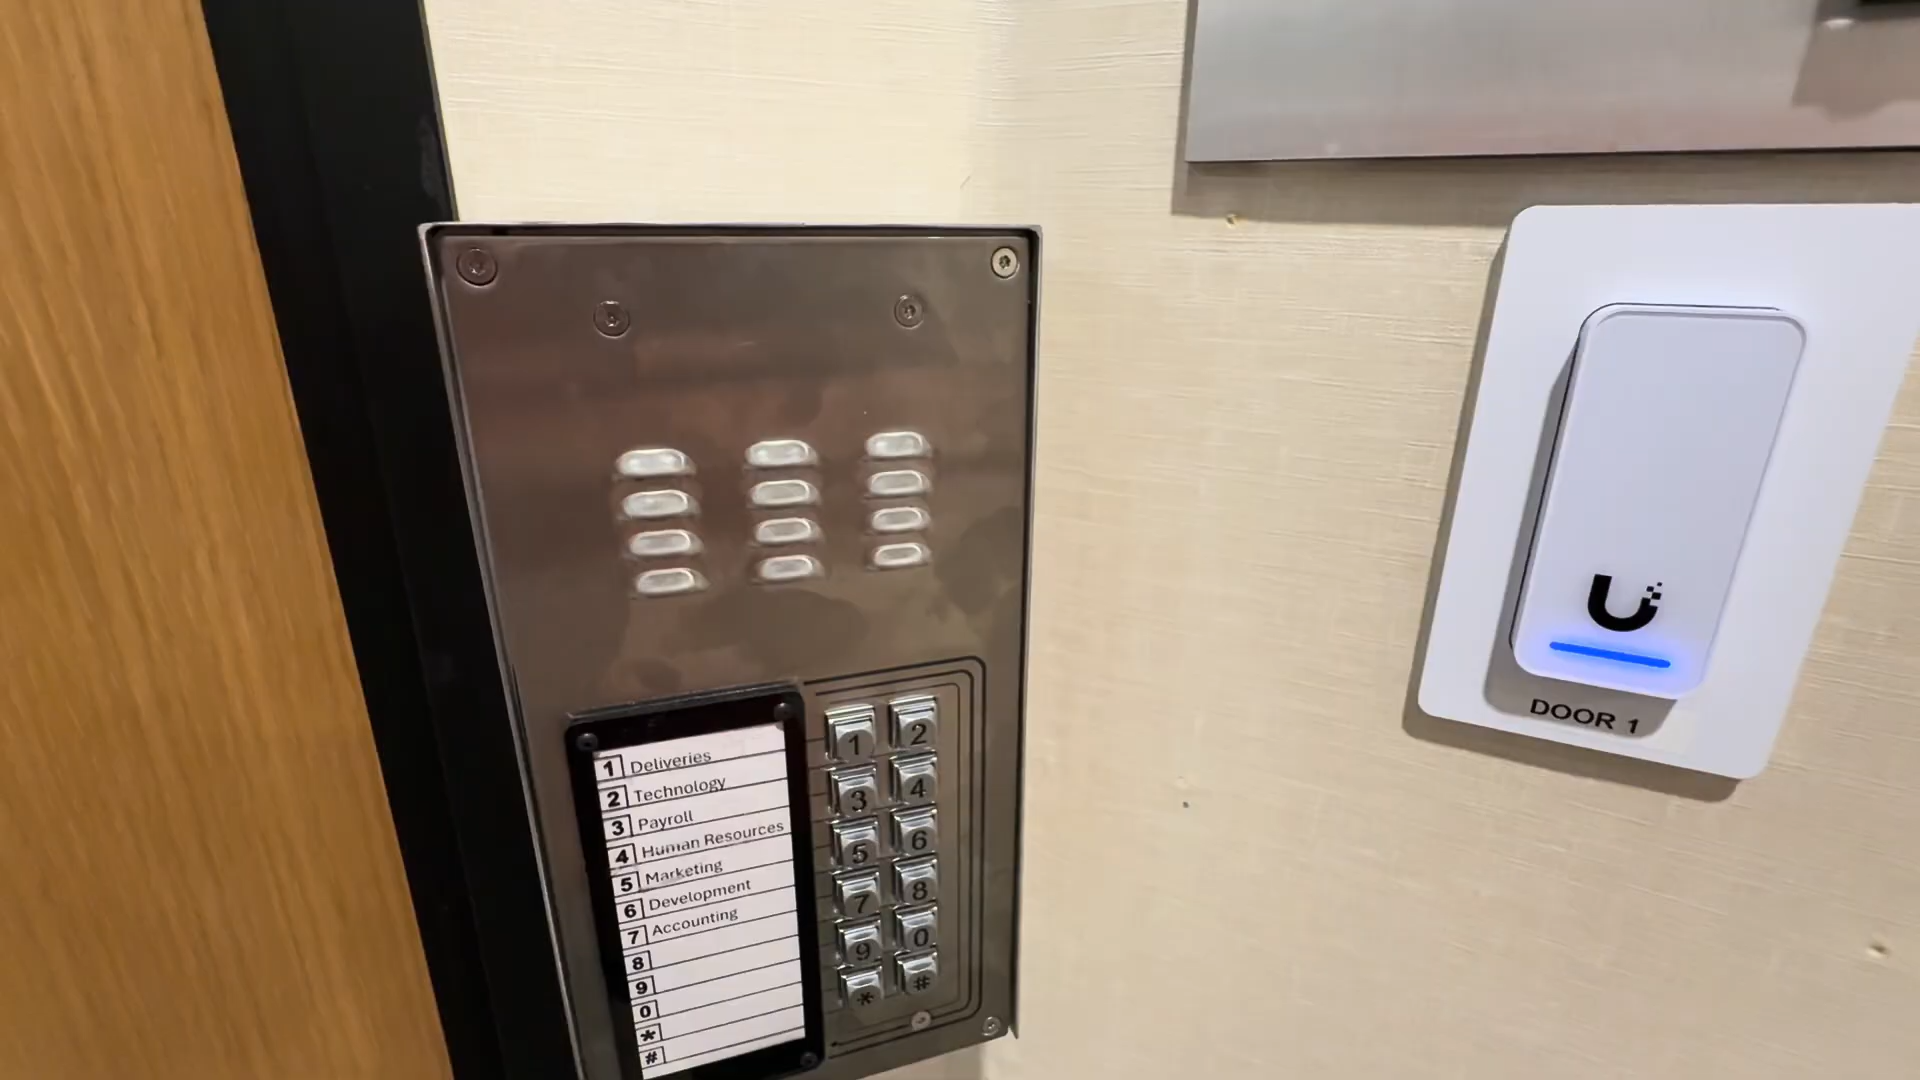 1 Deliveries
2 Technology
3 Payroll
4 Human Resources
5 Marketing
6 Development
7 Accounting
8
9
0
*
#
1 2
3 4
5 6
7 8
9 0
* #
U
DOOR 1